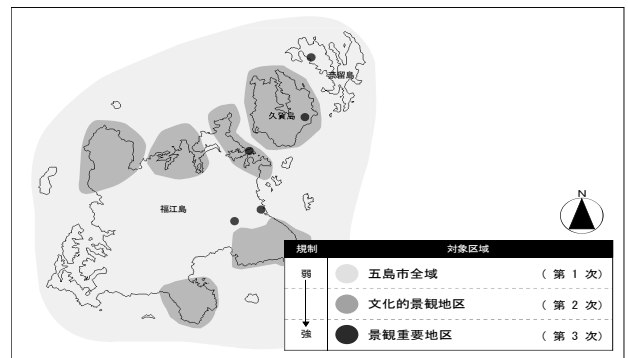 奈留島
久賀島
福江島
N
規制 対象区域
弱 五島市全域 （ 第 1 次）
文化的景観地区 （ 第 2 次）
強 景観重要地区 （ 第 3 次）